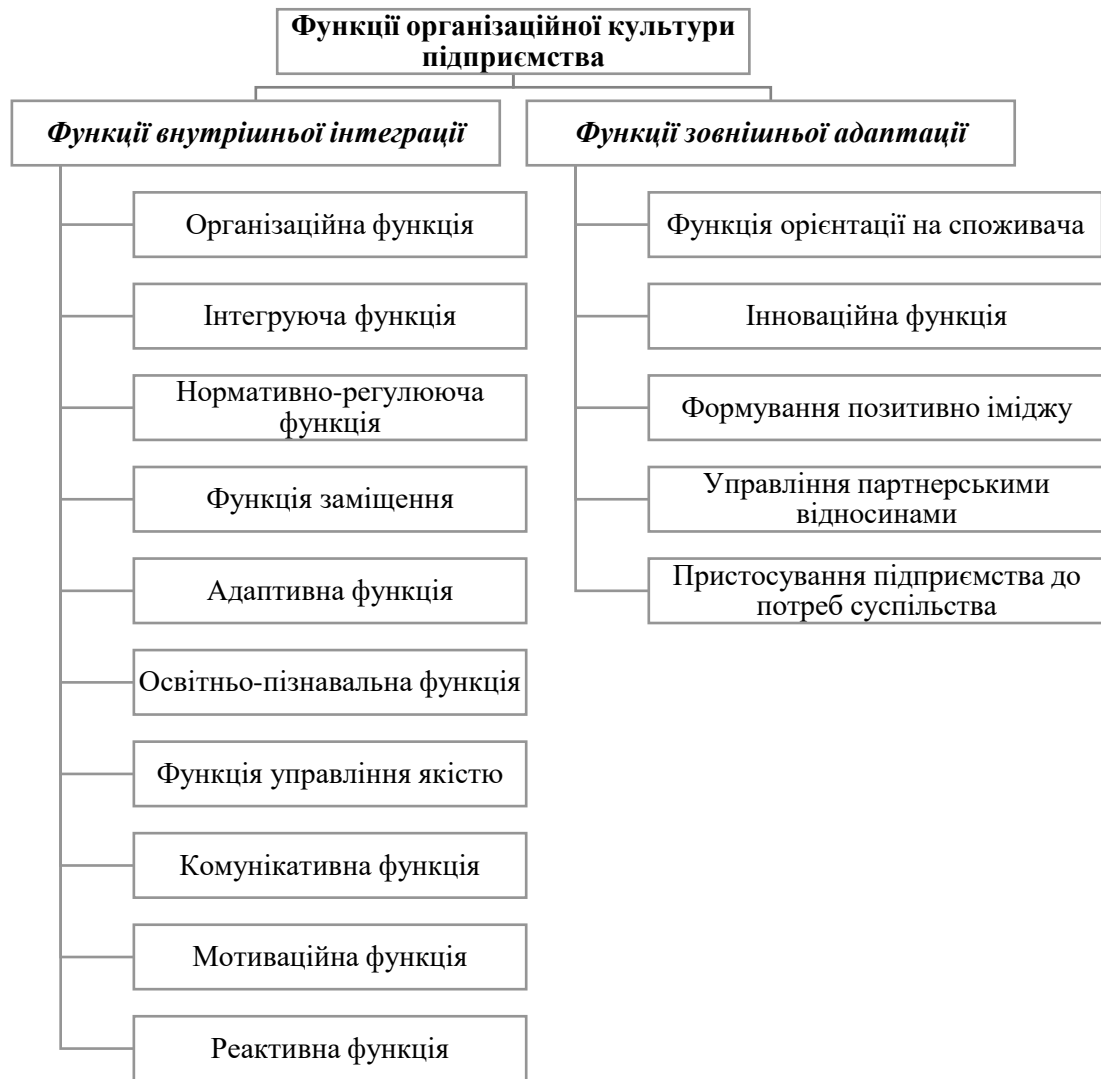 Функції організаційної культури
підприємства
Функції внутрішньої інтеграції
Організаційна функція
Інтегруюча функція
Нормативно-регулююча
функція
Функція заміщення
Адаптивна функція
Освітньо-пізнавальна функція
Функція управління якістю
Комунікативна функція
Мотиваційна функція
Реактивна функція
Функції зовнішньої адаптації
Функція орієнтації на споживача
Інноваційна функція
Формування позитивно іміджу
Управління партнерськими
відносинами
Пристосування підприємства до
потреб суспільства